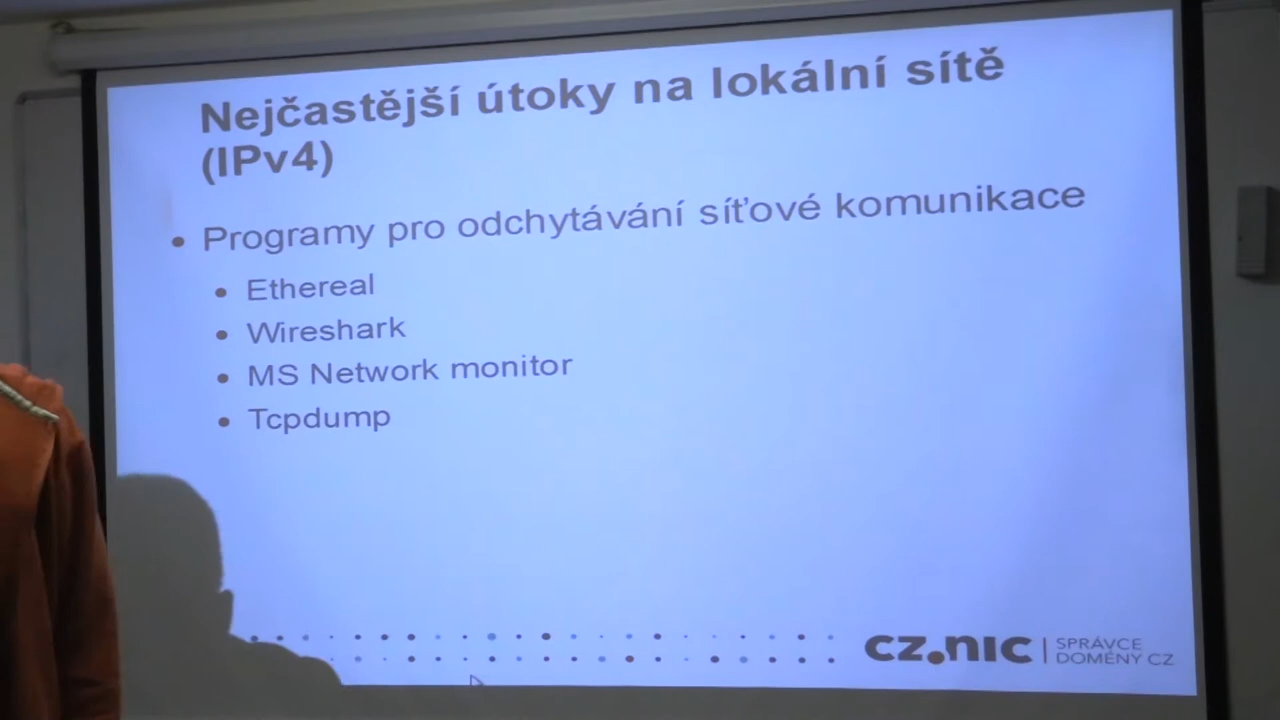 Nejčastější útoky na lokální sítě
(IPv4)
Programy pro odchytávání síťové komunikace
Ethereal
Wireshark
MS Network monitor
Tcpdump
CZ.NIC
SPRÁVCE
DOMÉNY CZ